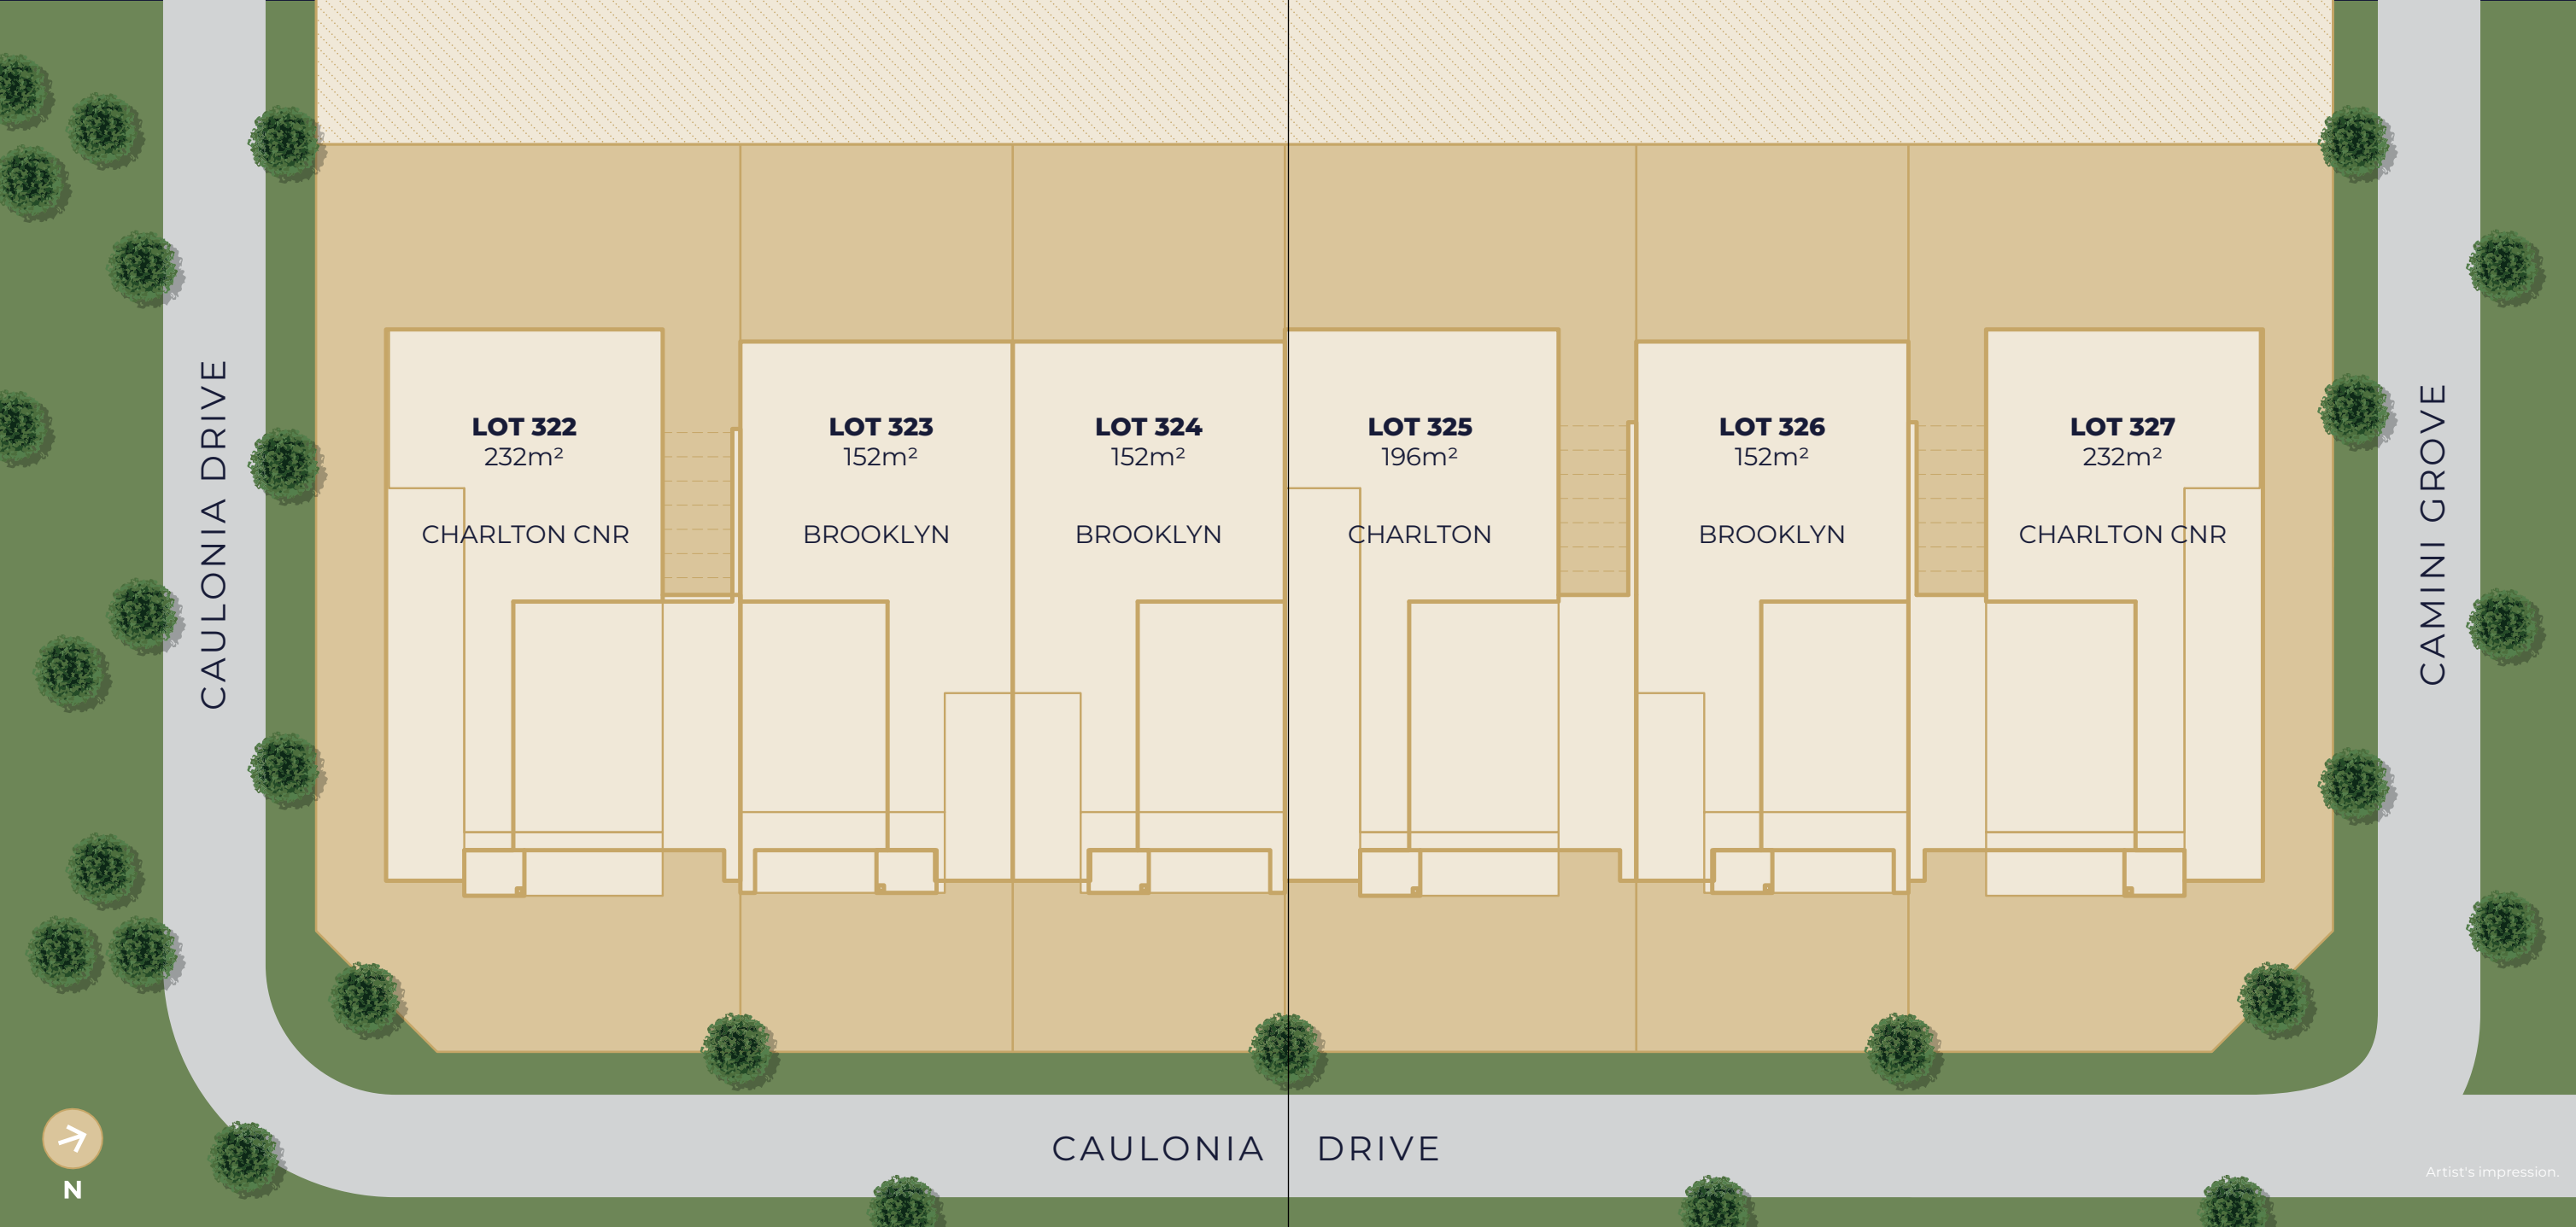 LOT 322
232m²
CHARLTON CNR
LOT 323
152m²
BROOKLYN
LOT 324
152m²
BROOKLYN
LOT 325
196m²
CHARLTON
LOT 326
152m²
BROOKLYN
LOT 327
232m²
CHARLTON CNR
CAULONIA DRIVE
CAMINI GROVE
CAULONIA DRIVE
N
Artist's impression.